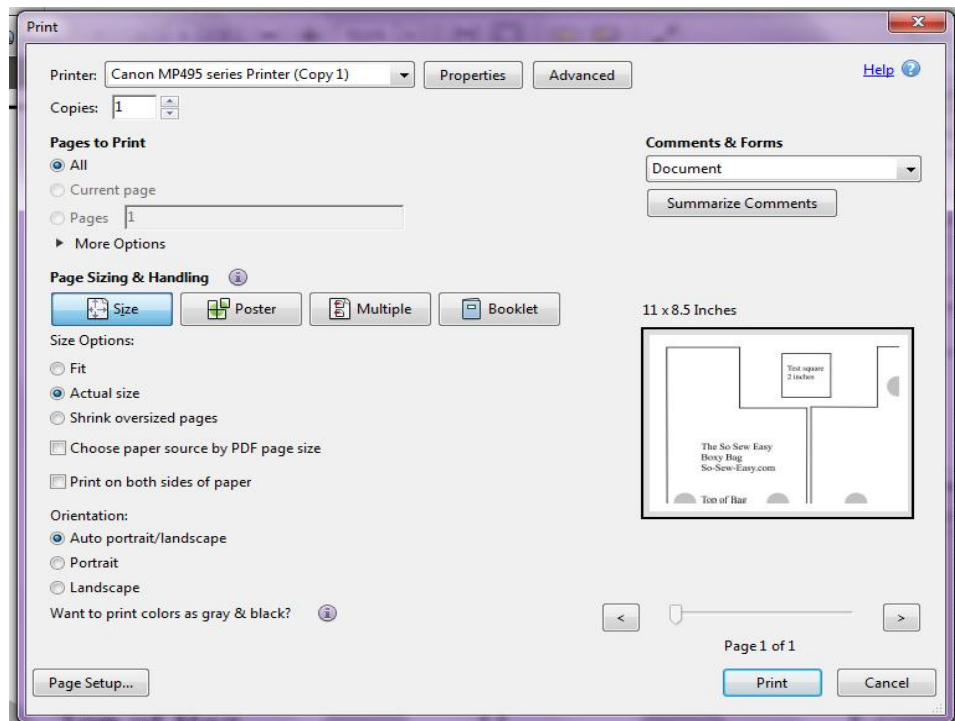 Print
Printer: Canon MP495 series Printer (Copy 1) Properties Advanced Help
Copies: 1
Pages to Print
All
Current page
Pages 1
More Options
Comments & Forms
Document
Summarize Comments
Page Sizing & Handling
Size Poster Multiple Booklet
Size Options:
Fit
Actual size
Shrink oversized pages
Choose paper source by PDF page size
Print on both sides of paper
Orientation:
Auto portrait/landscape
Portrait
Landscape
Want to print colors as gray & black?
11 x 8.5 Inches
Test square
2 inches
The So Sew Easy
Boxy Bag
So-Sew-Easy.com
Top of Bag
< >
Page 1 of 1
Page Setup... Print Cancel